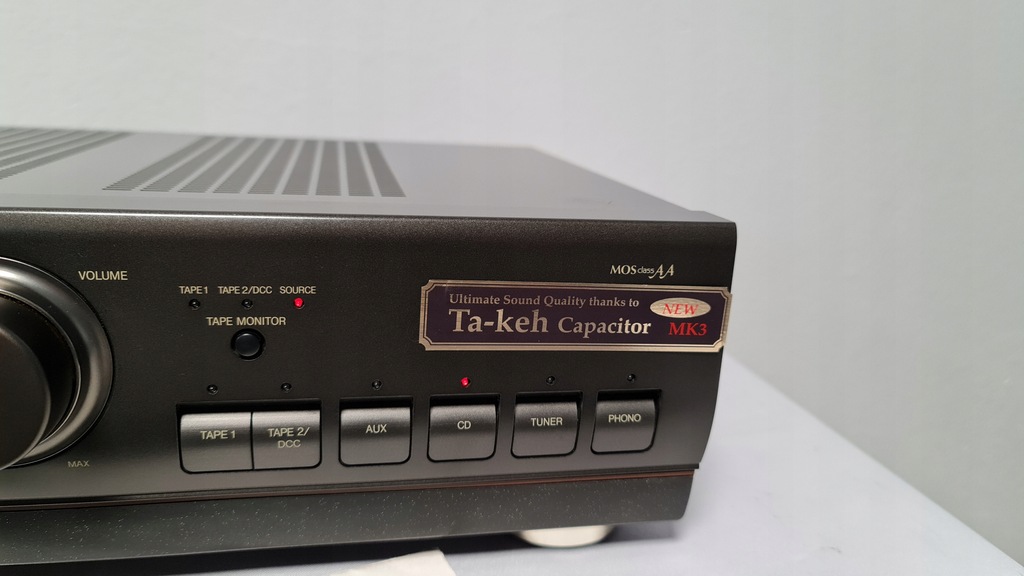 VOLUME
MAX
TAPE 1 TAPE 2/DCC SOURCE
TAPE MONITOR
MOS class AA
Ultimate Sound Quality thanks to
Ta-keh Capacitor
NEW
MK3
TAPE 1
TAPE 2/
DCC
AUX
CD
TUNER
PHONO